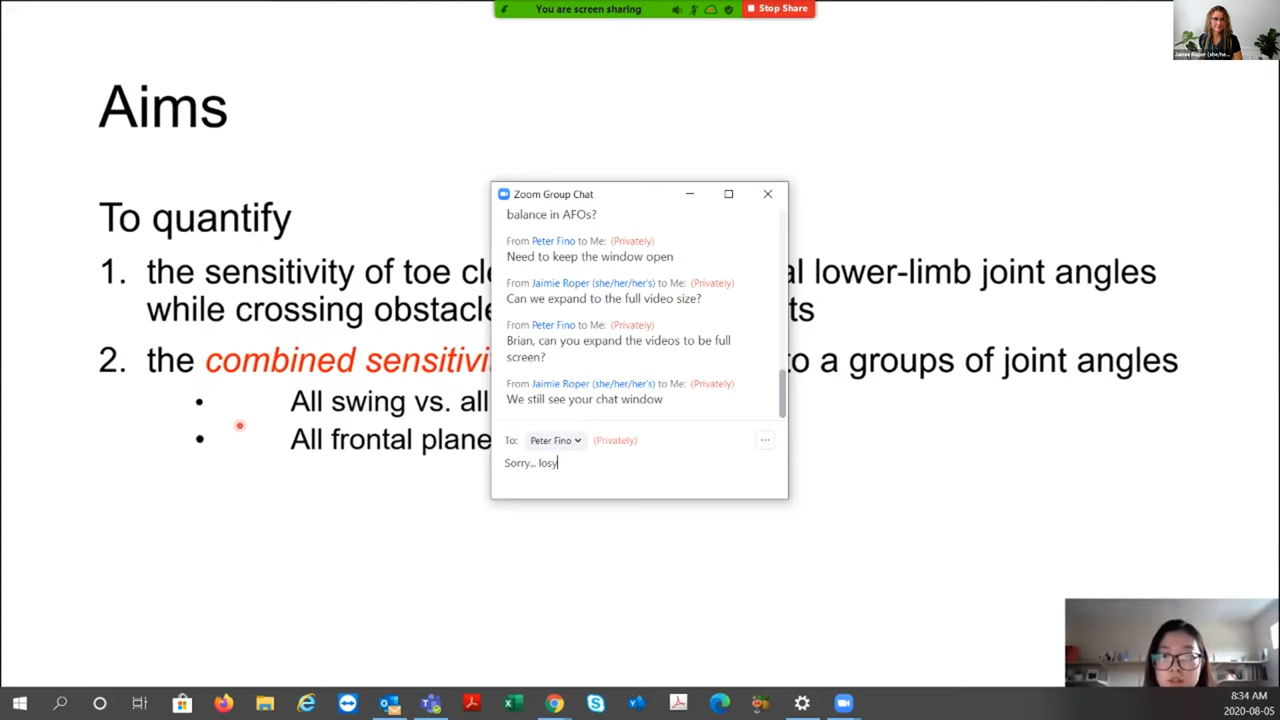 You are screen sharing
Stop Share
Jaimie Roper (she/he...
Aims
To quantify
1. the sensitivity of toe cl
al lower-limb joint angles
while crossing obstacle
ts
2. the combined sensitivi
o a groups of joint angles
• All swing vs. all
• All frontal plane
Zoom Group Chat
balance in AFOs?
From Peter Fino to Me: (Privately)
Need to keep the window open
From Jaimie Roper (she/her/her's) to Me: (Privately)
Can we expand to the full video size?
From Peter Fino to Me: (Privately)
Brian, can you expand the videos to be full
screen?
From Jaimie Roper (she/her/her's) to Me: (Privately)
We still see your chat window
To: Peter Fino (Privately)
Sorry... losy
8:34 AM
2020-08-05